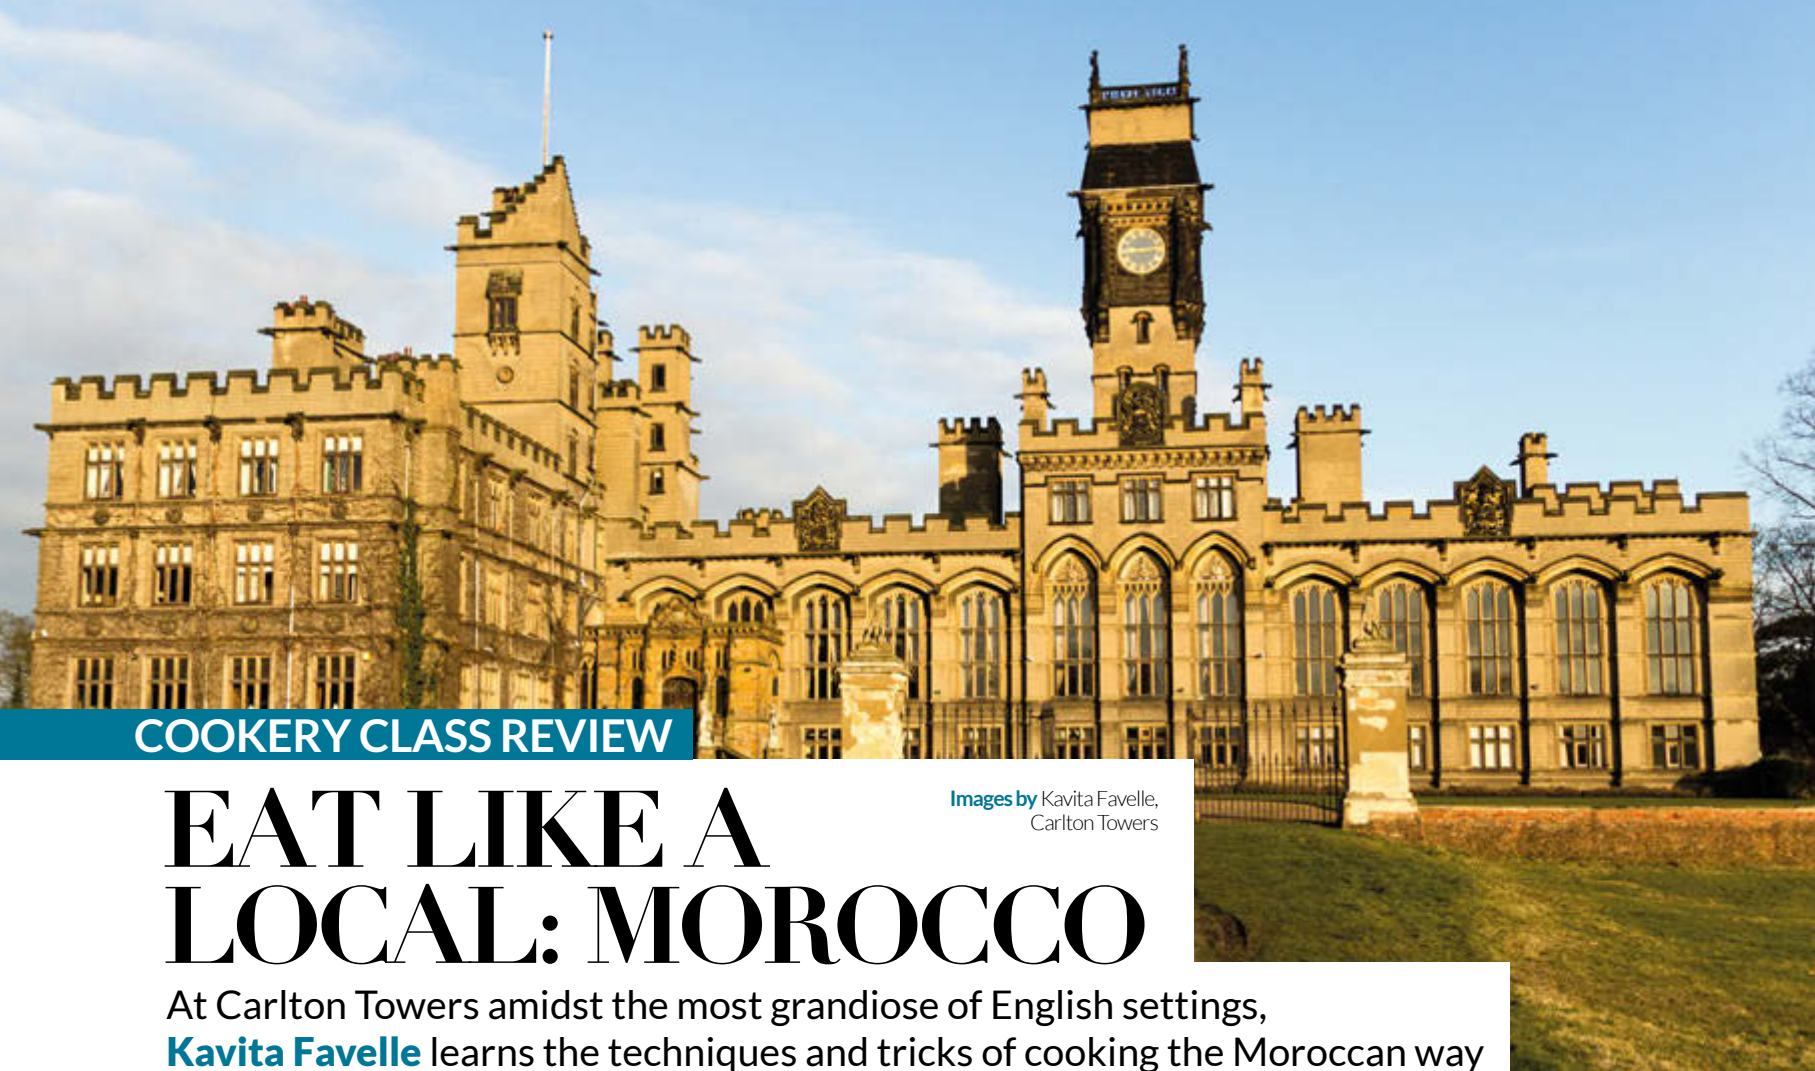 COOKERY CLASS REVIEW
EAT LIKE A
LOCAL: MOROCCO
Images by Kavita Favelle,
Carlton Towers
At Carlton Towers amidst the most grandiose of English settings,
Kavita Favelle learns the techniques and tricks of cooking the Moroccan way